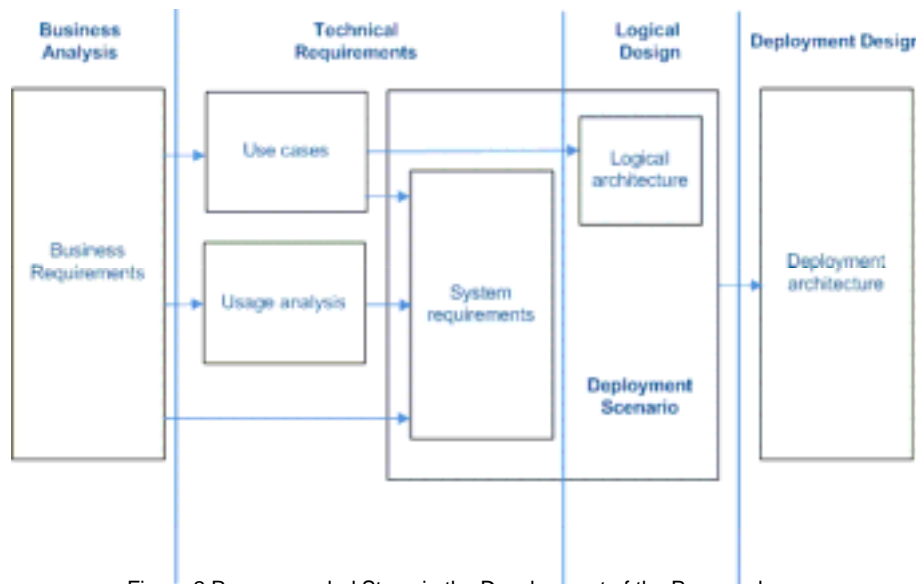 Business
Analysis
Technical
Requirements
Logical
Design
Deployment Design
Use cases
Logical
architecture
Business
Requirements
Usage analysis
System
requirements
Deployment
architecture
Deployment
Scenario